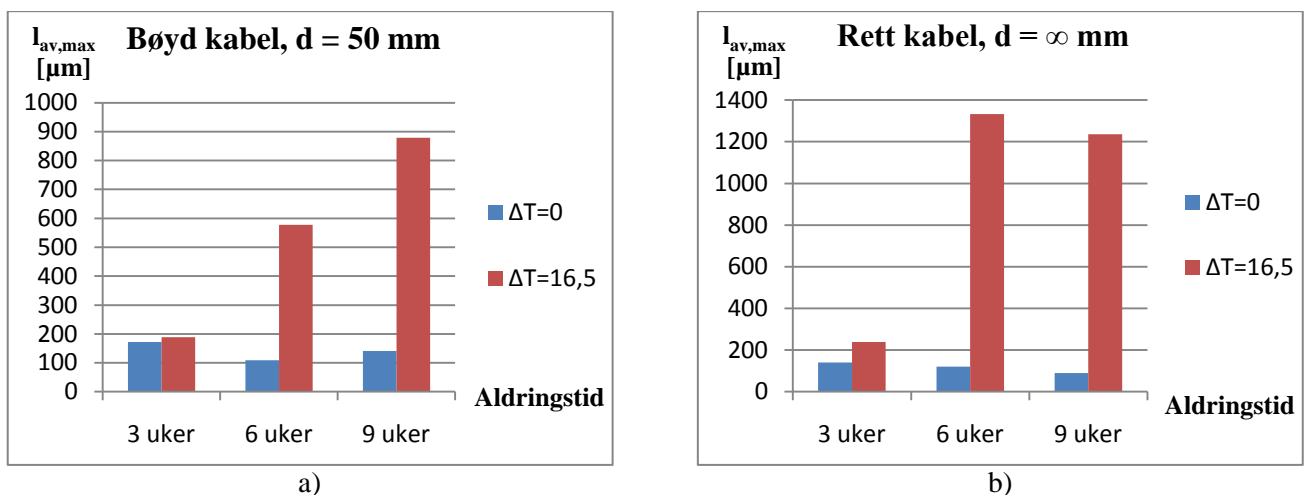 l_av,max
[µm]
Bøyd kabel, d = 50 mm
1000
900
800
700
600
500
400
300
200
100
0
3 uker 6 uker 9 uker
Aldringstid
ΔT=0
ΔT=16,5
a)
l_av,max
[µm]
Rett kabel, d = ∞ mm
1400
1200
1000
800
600
400
200
0
3 uker 6 uker 9 uker
Aldringstid
ΔT=0
ΔT=16,5
b)